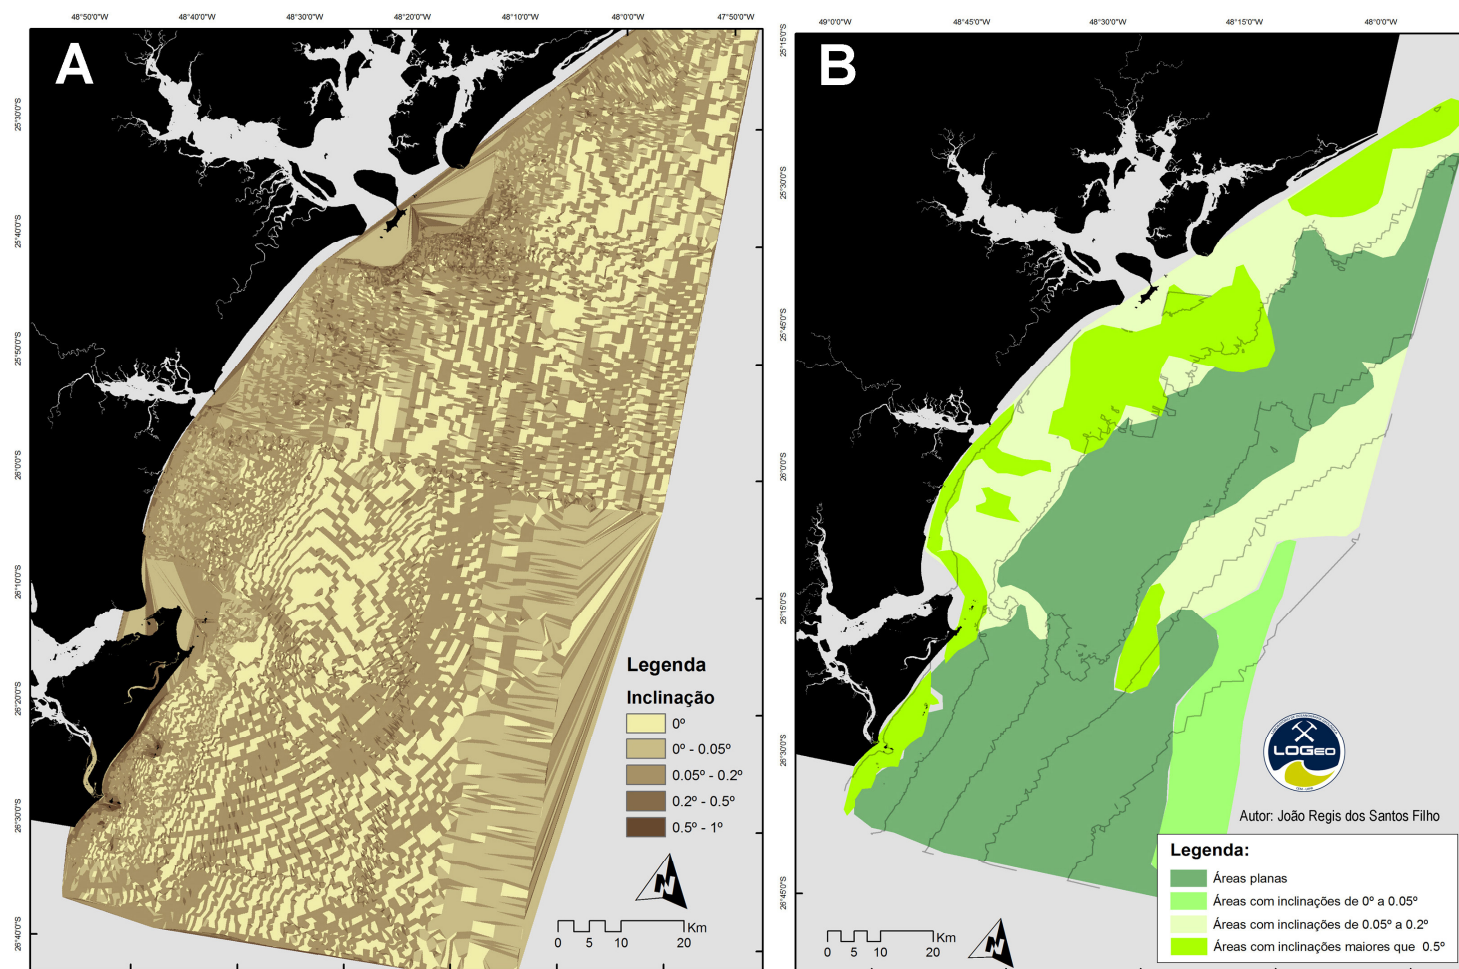 48°50'0"W 48°40'0"W 48°30'0"W 48°20'0"W 48°10'0"W 48°0'0"W 47°50'0"W
A
25°30'0"S
25°40'0"S
25°50'0"S
26°0'0"S
26°10'0"S
26°20'0"S
26°30'0"S
26°40'0"S
Legenda
Inclinação
0º
0º - 0.05º
0.05º - 0.2º
0.2º - 0.5º
0.5º - 1º
N
Km
0 5 10 20
49°0'0"W 48°45'0"W 48°30'0"W 48°15'0"W 48°0'0"W
B
25°15'0"S
25°30'0"S
25°45'0"S
26°0'0"S
26°15'0"S
26°30'0"S
26°45'0"S
LOGeo
Autor: João Regis dos Santos Filho
Legenda:
Áreas planas
Áreas com inclinações de 0º a 0.05º
Áreas com inclinações de 0.05º a 0.2º
Áreas com inclinações maiores que 0.5º
Km
0 5 10 20
N